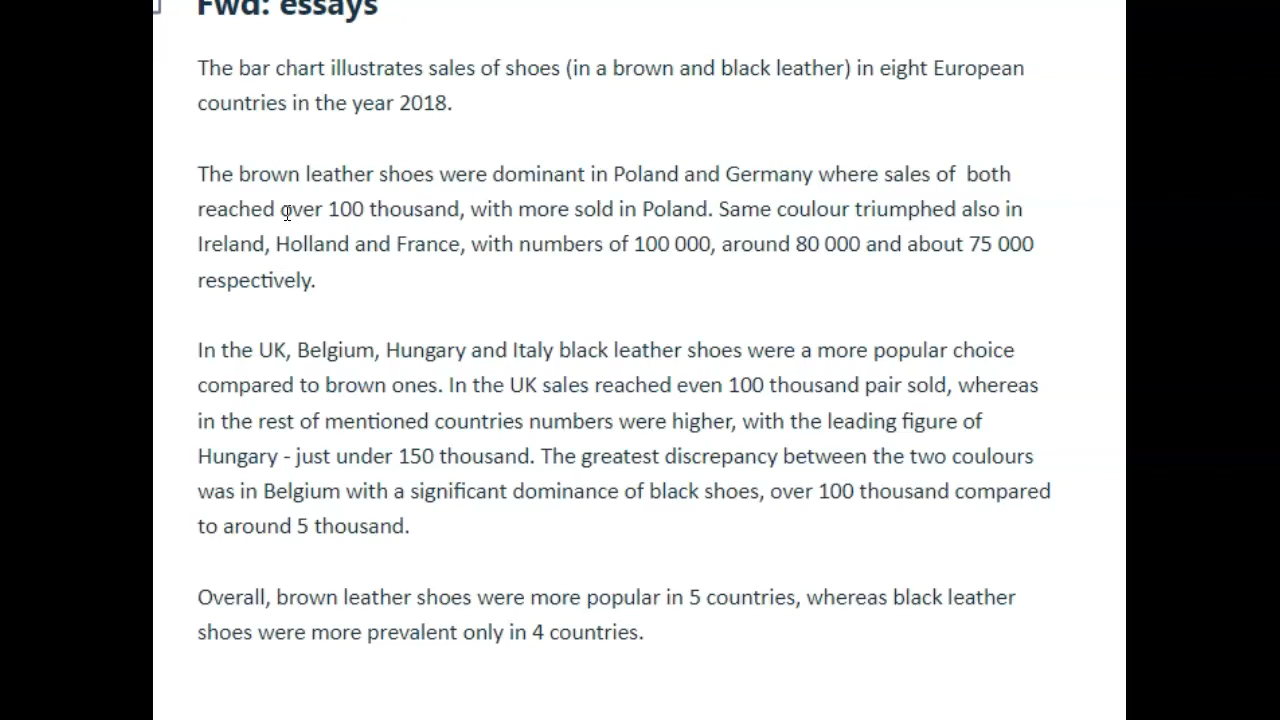 Fwd: essays
The bar chart illustrates sales of shoes (in a brown and black leather) in eight European
countries in the year 2018.
The brown leather shoes were dominant in Poland and Germany where sales of  both
reached over 100 thousand, with more sold in Poland. Same coulour triumphed also in
Ireland, Holland and France, with numbers of 100 000, around 80 000 and about 75 000
respectively.
In the UK, Belgium, Hungary and Italy black leather shoes were a more popular choice
compared to brown ones. In the UK sales reached even 100 thousand pair sold, whereas
in the rest of mentioned countries numbers were higher, with the leading figure of
Hungary - just under 150 thousand. The greatest discrepancy between the two coulours
was in Belgium with a significant dominance of black shoes, over 100 thousand compared
to around 5 thousand.
Overall, brown leather shoes were more popular in 5 countries, whereas black leather
shoes were more prevalent only in 4 countries.